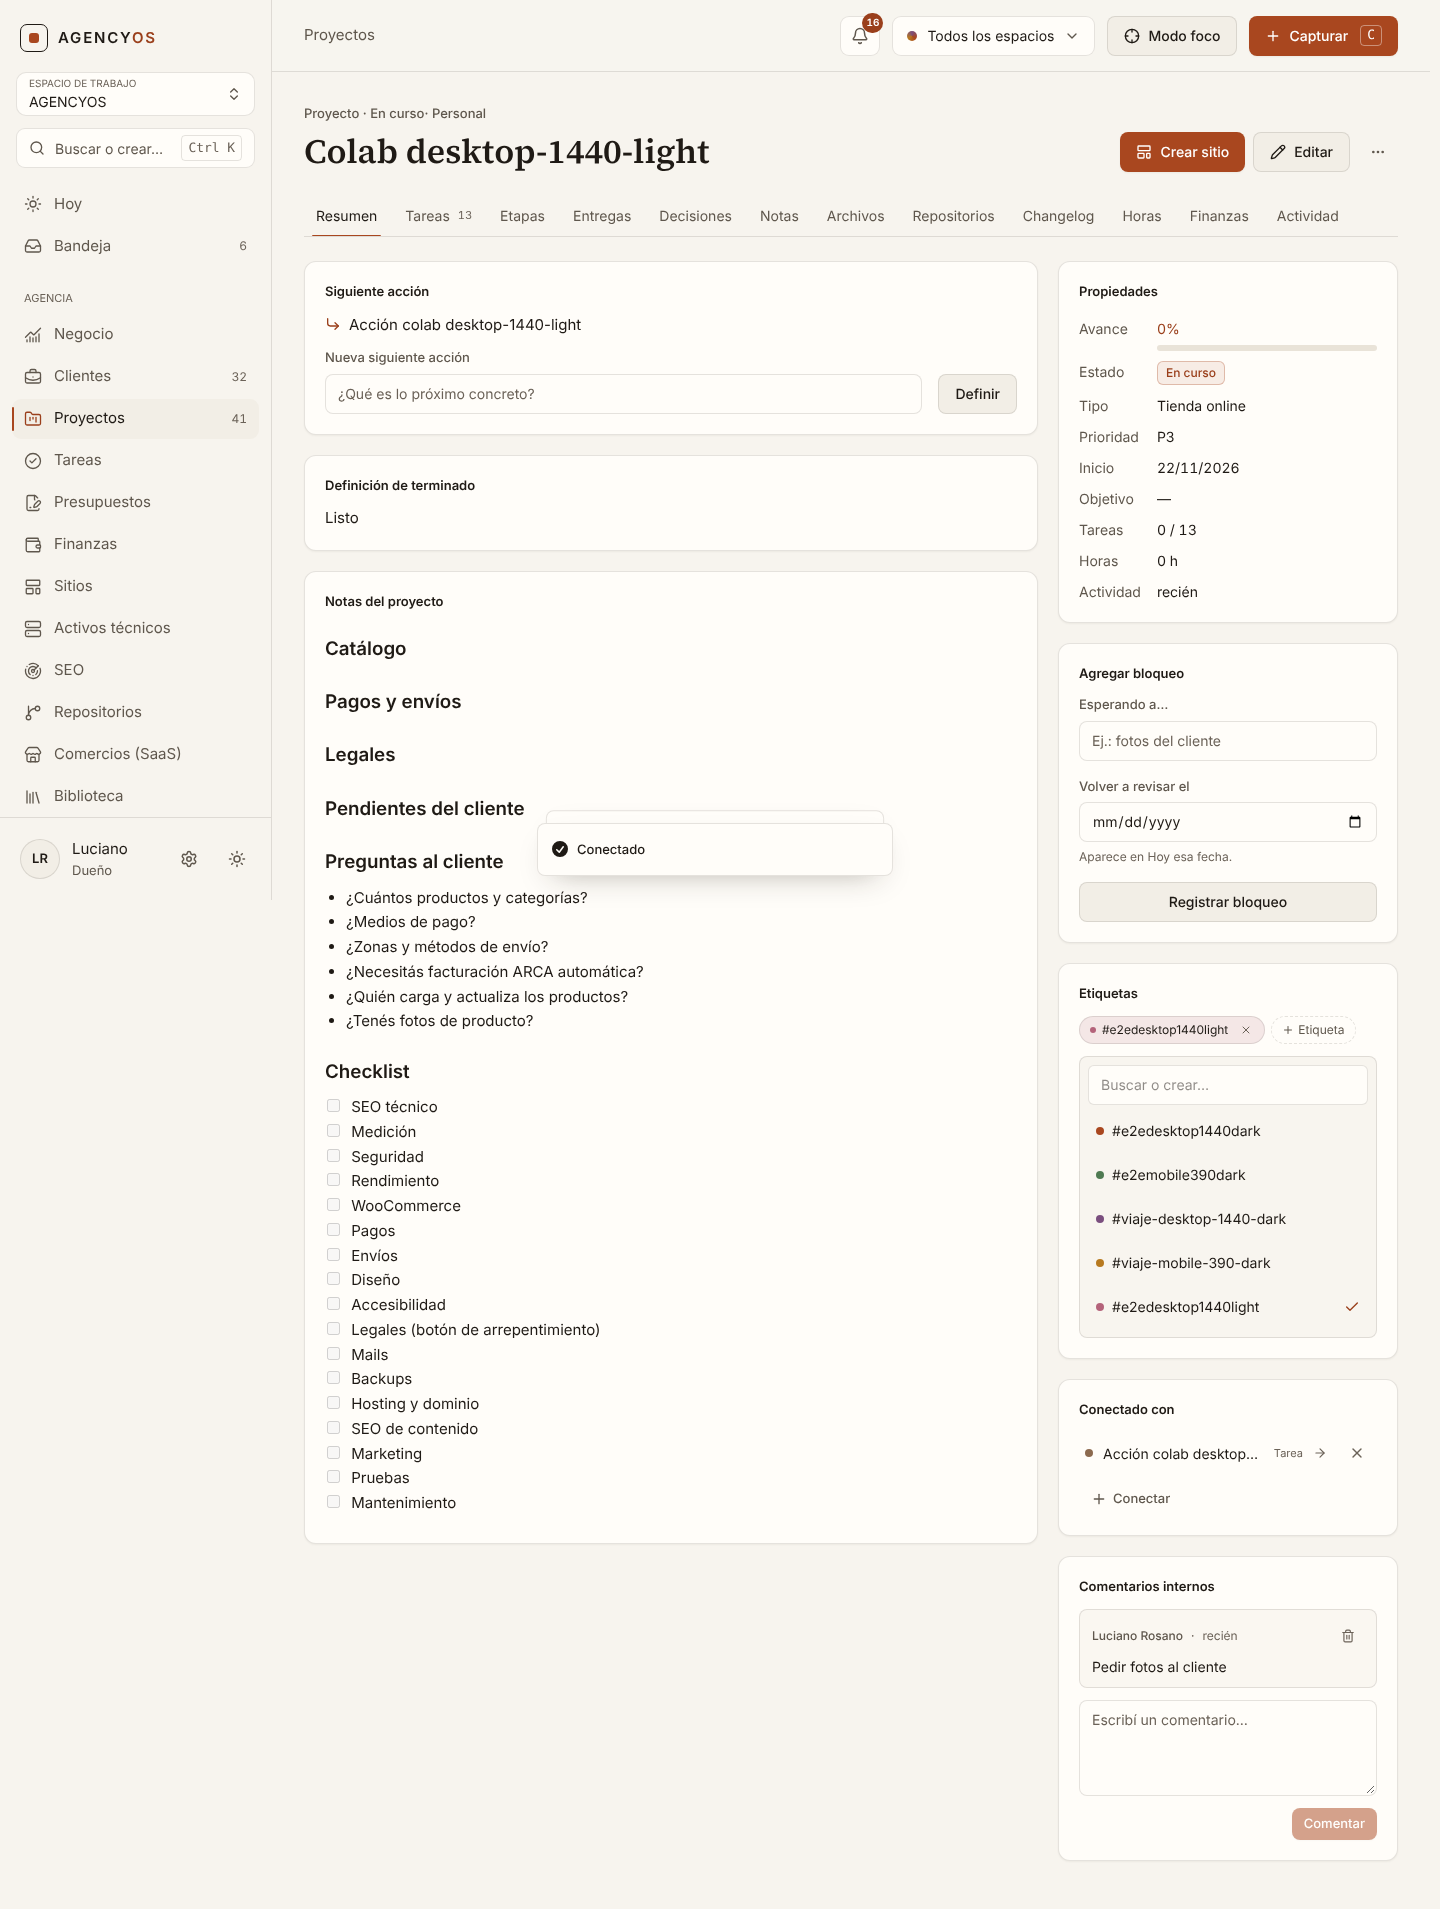 AGENCYOS
ESPACIO DE TRABAJO
AGENCYOS
Buscar o crear... Ctrl K
Hoy
Bandeja 6
AGENCIA
Negocio
Clientes 32
Proyectos 41
Tareas
Presupuestos
Finanzas
Sitios
Activos técnicos
SEO
Repositorios
Comercios (SaaS)
Biblioteca
LR
Luciano
Dueño
Proyectos
16
Todos los espacios
Modo foco
Capturar C
Proyecto · En curso· Personal
Colab desktop-1440-light
Crear sitio
Editar
Resumen Tareas 13 Etapas Entregas Decisiones Notas Archivos Repositorios Changelog Horas Finanzas Actividad
Siguiente acción
Acción colab desktop-1440-light
Nueva siguiente acción
¿Qué es lo próximo concreto?
Definir
Definición de terminado
Listo
Notas del proyecto
Catálogo
Pagos y envíos
Legales
Pendientes del cliente
Conectado
Preguntas al cliente
• ¿Cuántos productos y categorías?
• ¿Medios de pago?
• ¿Zonas y métodos de envío?
• ¿Necesitás facturación ARCA automática?
• ¿Quién carga y actualiza los productos?
• ¿Tenés fotos de producto?
Checklist
SEO técnico
Medición
Seguridad
Rendimiento
WooCommerce
Pagos
Envíos
Diseño
Accesibilidad
Legales (botón de arrepentimiento)
Mails
Backups
Hosting y dominio
SEO de contenido
Marketing
Pruebas
Mantenimiento
Propiedades
Avance 0%
Estado En curso
Tipo Tienda online
Prioridad P3
Inicio 22/11/2026
Objetivo —
Tareas 0 / 13
Horas 0 h
Actividad recién
Agregar bloqueo
Esperando a...
Ej.: fotos del cliente
Volver a revisar el
mm/dd/yyyy
Aparece en Hoy esa fecha.
Registrar bloqueo
Etiquetas
#e2edesktop1440light
+ Etiqueta
Buscar o crear...
#e2edesktop1440dark
#e2emobile390dark
#viaje-desktop-1440-dark
#viaje-mobile-390-dark
#e2edesktop1440light
Conectado con
Acción colab desktop... Tarea
+ Conectar
Comentarios internos
Luciano Rosano · recién
Pedir fotos al cliente
Escribí un comentario...
Comentar